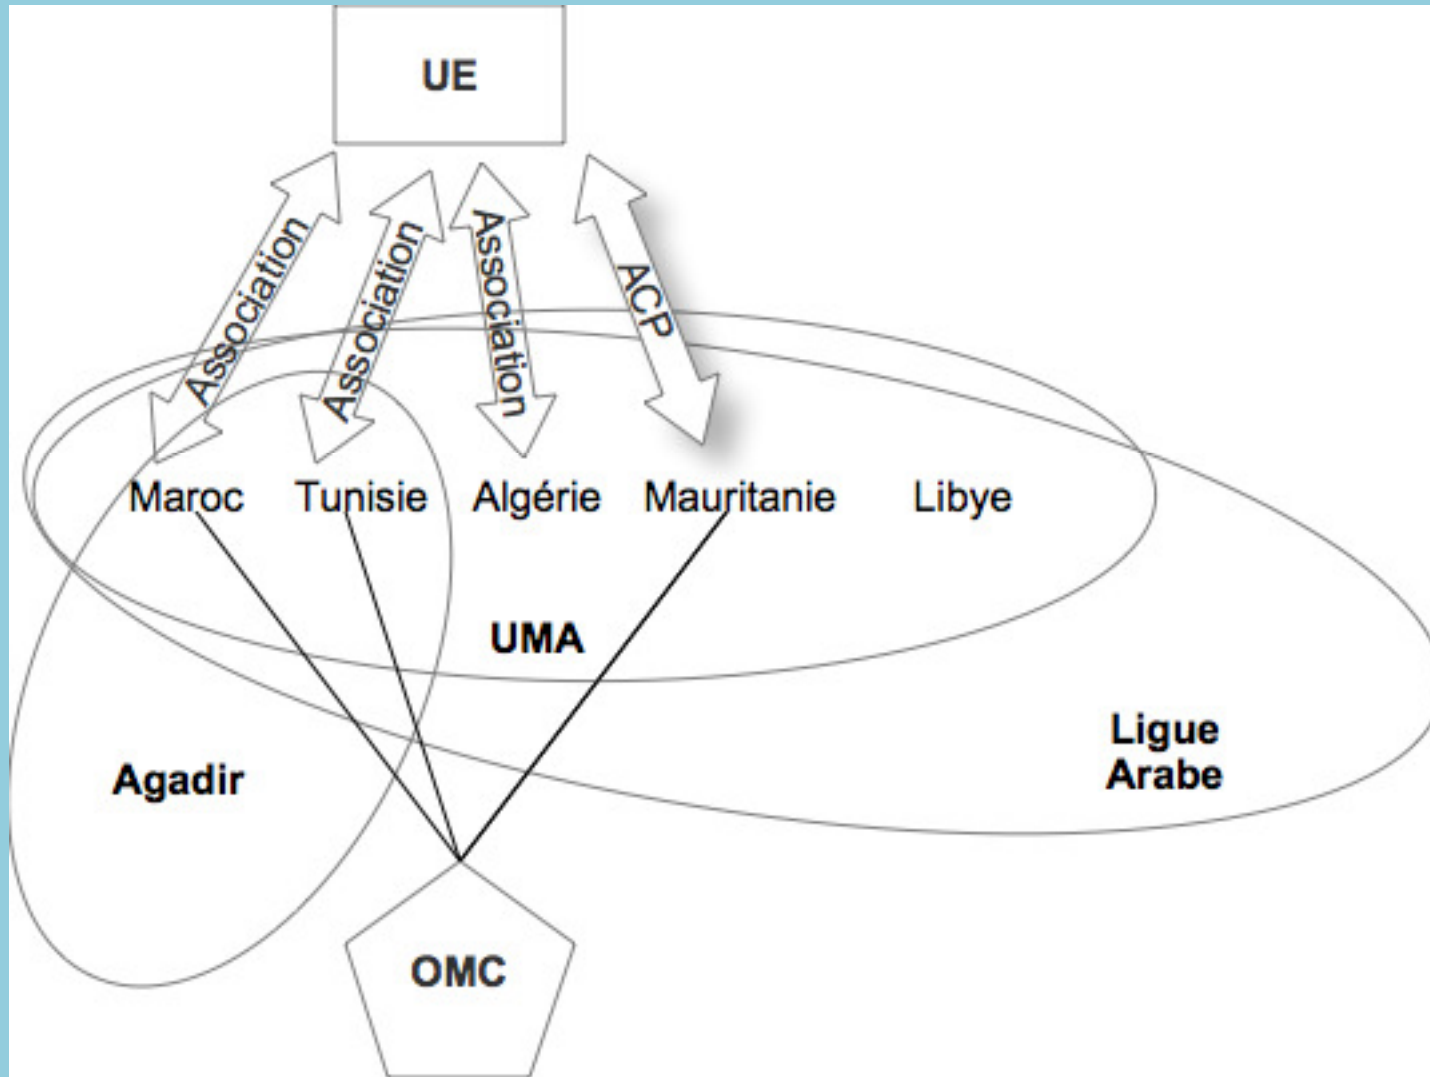 UE
Association
Association
Association
ACP
Maroc
Tunisie
Algérie
Mauritanie
Libye
UMA
Ligue
Arabe
Agadir
OMC